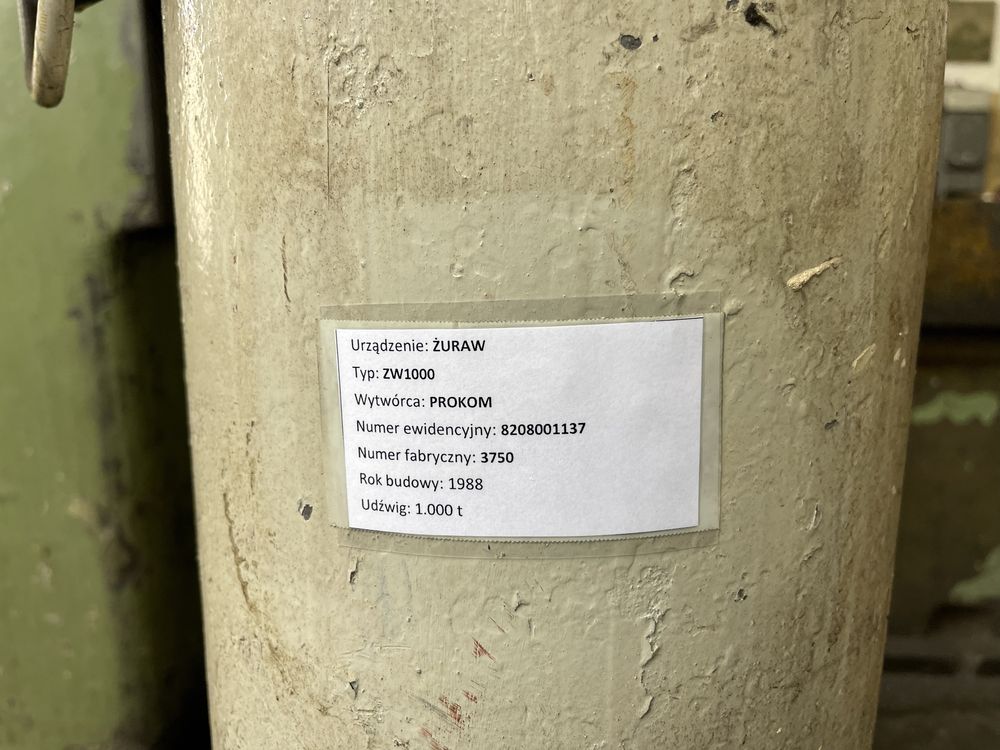 Urządzenie: ŻURAW
Typ: ZW1000
Wytwórca: PROKOM
Numer ewidencyjny: 8208001137
Numer fabryczny: 3750
Rok budowy: 1988
Udźwig: 1.000 t